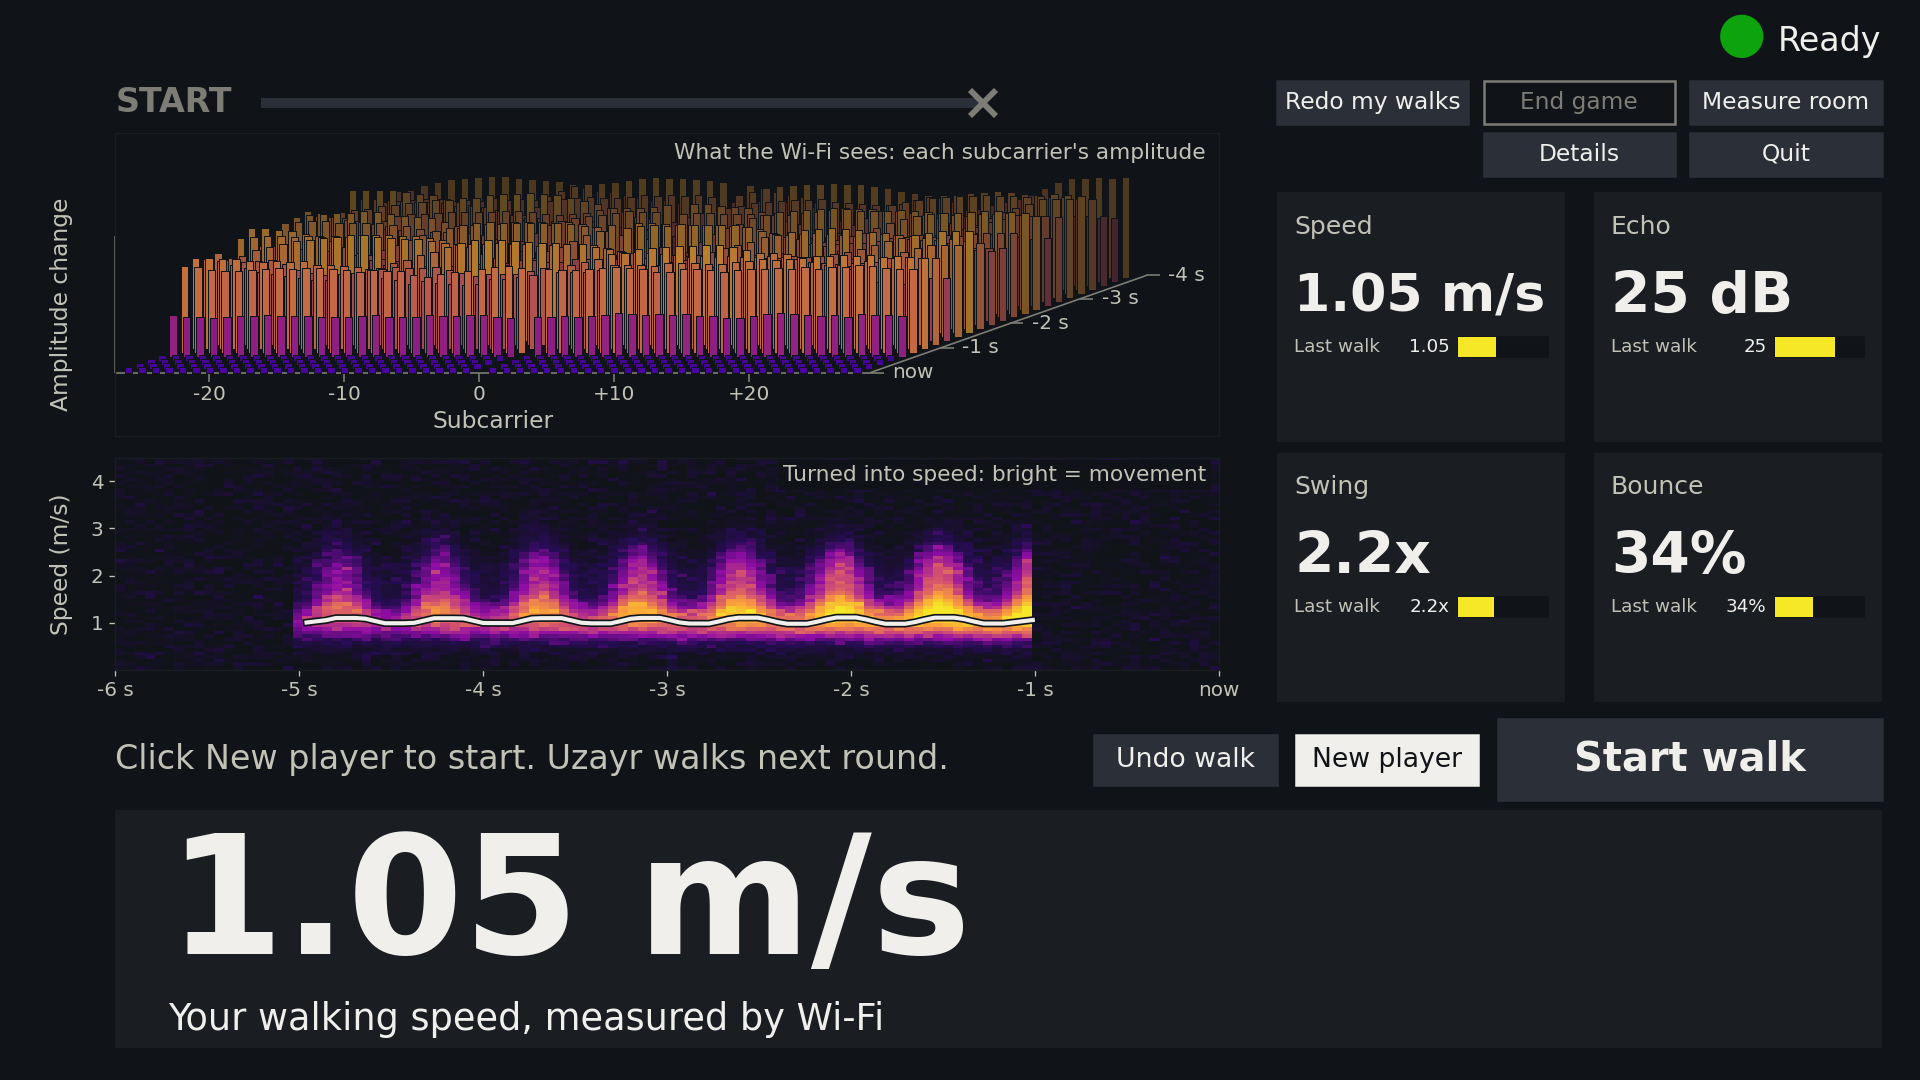 Ready
START
Redo my walks
End game
Measure room
Details
Quit
What the Wi-Fi sees: each subcarrier's amplitude
Amplitude change
-4 s
-3 s
-2 s
-1 s
now
-20
-10
0
+10
+20
Subcarrier
Turned into speed: bright = movement
Speed (m/s)
4
3
2
1
-6 s
-5 s
-4 s
-3 s
-2 s
-1 s
now
Speed
1.05 m/s
Last walk 1.05
Echo
25 dB
Last walk 25
Swing
2.2x
Last walk 2.2x
Bounce
34%
Last walk 34%
Click New player to start. Uzayr walks next round.
Undo walk
New player
Start walk
1.05 m/s
Your walking speed, measured by Wi-Fi